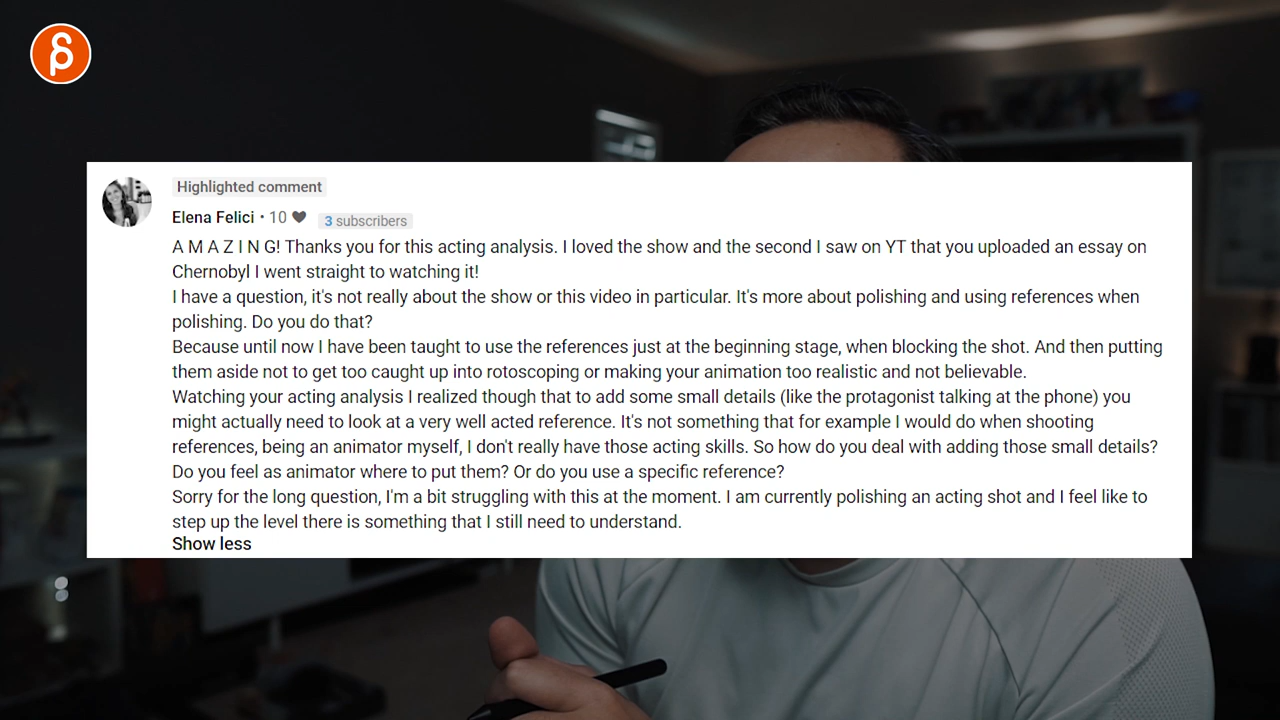 Highlighted comment
Elena Felici • 10 ♥ 3 subscribers
A M A Z I N G! Thanks you for this acting analysis. I loved the show and the second I saw on YT that you uploaded an essay on
Chernobyl I went straight to watching it!
I have a question, it's not really about the show or this video in particular. It's more about polishing and using references when
polishing. Do you do that?
Because until now I have been taught to use the references just at the beginning stage, when blocking the shot. And then putting
them aside not to get too caught up into rotoscoping or making your animation too realistic and not believable.
Watching your acting analysis I realized though that to add some small details (like the protagonist talking at the phone) you
might actually need to look at a very well acted reference. It's not something that for example I would do when shooting
references, being an animator myself, I don't really have those acting skills. So how do you deal with adding those small details?
Do you feel as animator where to put them? Or do you use a specific reference?
Sorry for the long question, I'm a bit struggling with this at the moment. I am currently polishing an acting shot and I feel like to
step up the level there is something that I still need to understand.
Show less